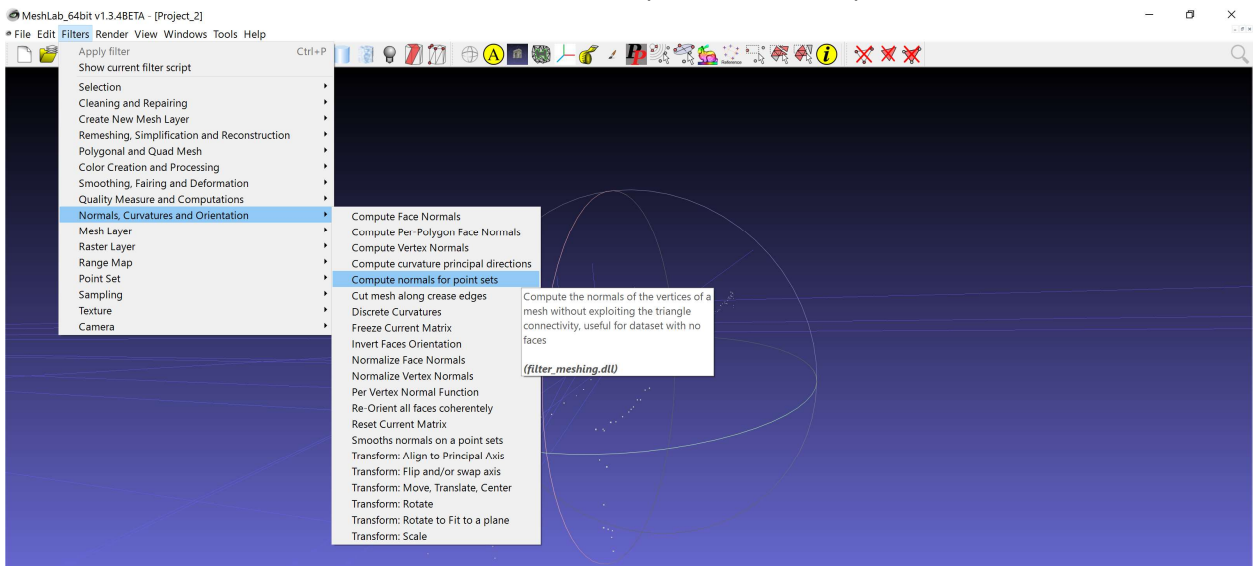 MeshLab_64bit v1.3.4BETA - [Project_2]
File Edit Filters Render View Windows Tools Help
Apply filter Ctrl+P
Show current filter script
Selection
Cleaning and Repairing
Create New Mesh Layer
Remeshing, Simplification and Reconstruction
Polygonal and Quad Mesh
Color Creation and Processing
Smoothing, Fairing and Deformation
Quality Measure and Computations
Normals, Curvatures and Orientation
Mesh Layer
Raster Layer
Range Map
Point Set
Sampling
Texture
Camera
Compute Face Normals
Compute Per-Polygon Face Normals
Compute Vertex Normals
Compute curvature principal directions
Compute normals for point sets
Cut mesh along crease edges
Discrete Curvatures
Freeze Current Matrix
Invert Faces Orientation
Normalize Face Normals
Normalize Vertex Normals
Per Vertex Normal Function
Re-Orient all faces coherentely
Reset Current Matrix
Smooths normals on a point sets
Transform: Align to Principal Axis
Transform: Flip and/or swap axis
Transform: Move, Translate, Center
Transform: Rotate
Transform: Rotate to Fit to a plane
Transform: Scale
Compute the normals of the vertices of a
mesh without exploiting the triangle
connectivity, useful for dataset with no
faces
(filter_meshing.dll)
A
PP
Reference
i